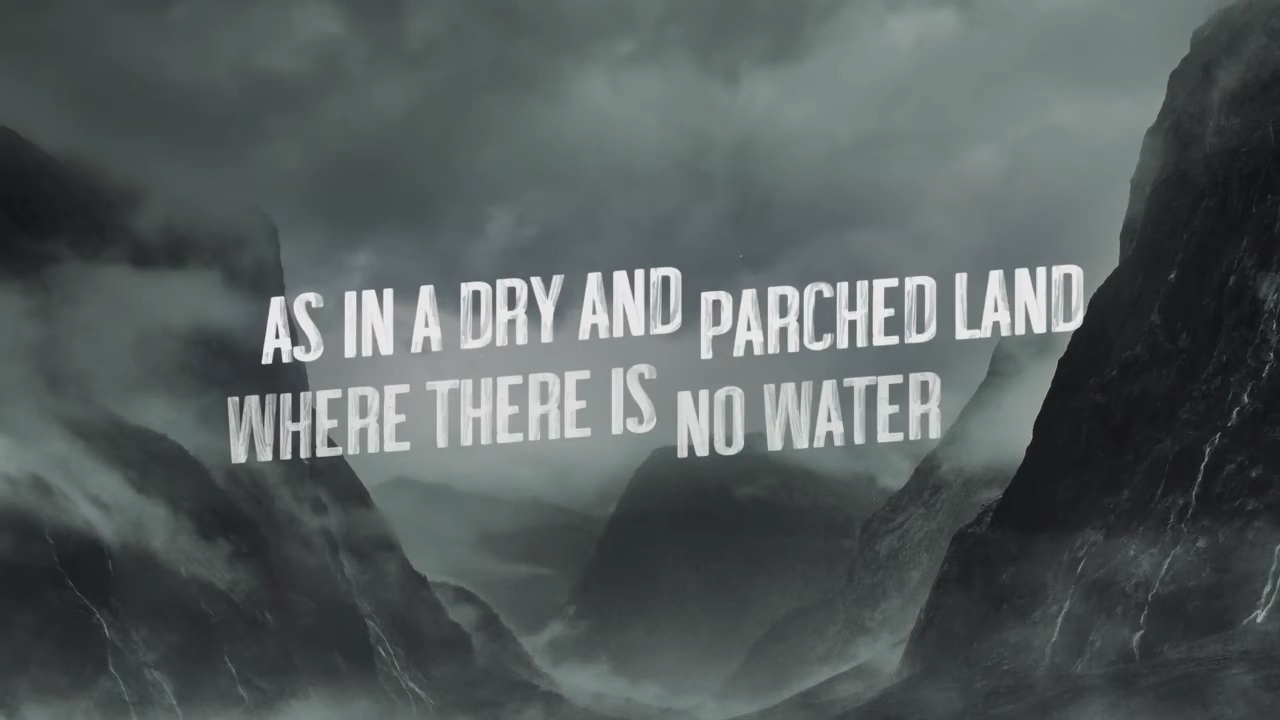 AS IN A DRY AND PARCHED LAND
WHERE THERE IS NO WATER